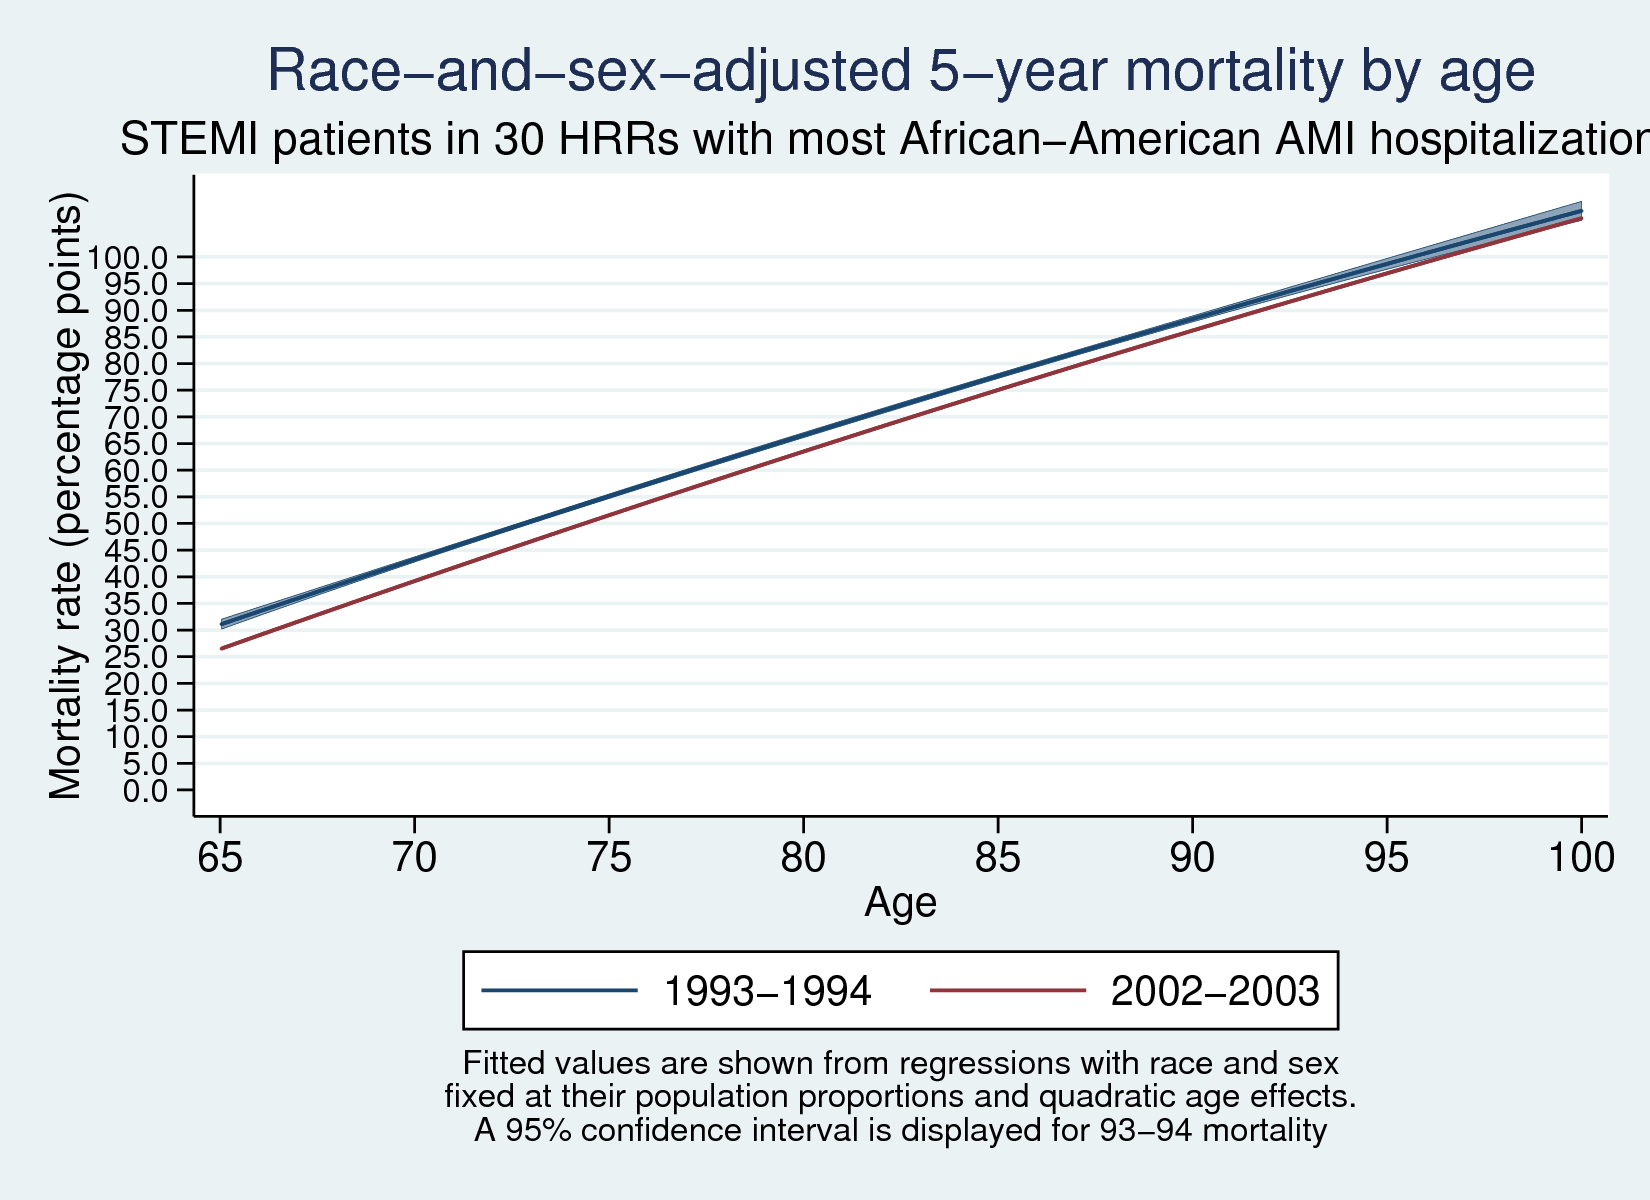 Race−and−sex−adjusted 5−year mortality by age
STEMI patients in 30 HRRs with most African−American AMI hospitalization
Mortality rate (percentage points)
100.0
95.0
90.0
85.0
80.0
75.0
70.0
65.0
60.0
55.0
50.0
45.0
40.0
35.0
30.0
25.0
20.0
15.0
10.0
5.0
0.0
65 70 75 80 85 90 95 100
Age
1993−1994 2002−2003
Fitted values are shown from regressions with race and sex
fixed at their population proportions and quadratic age effects.
A 95% confidence interval is displayed for 93−94 mortality